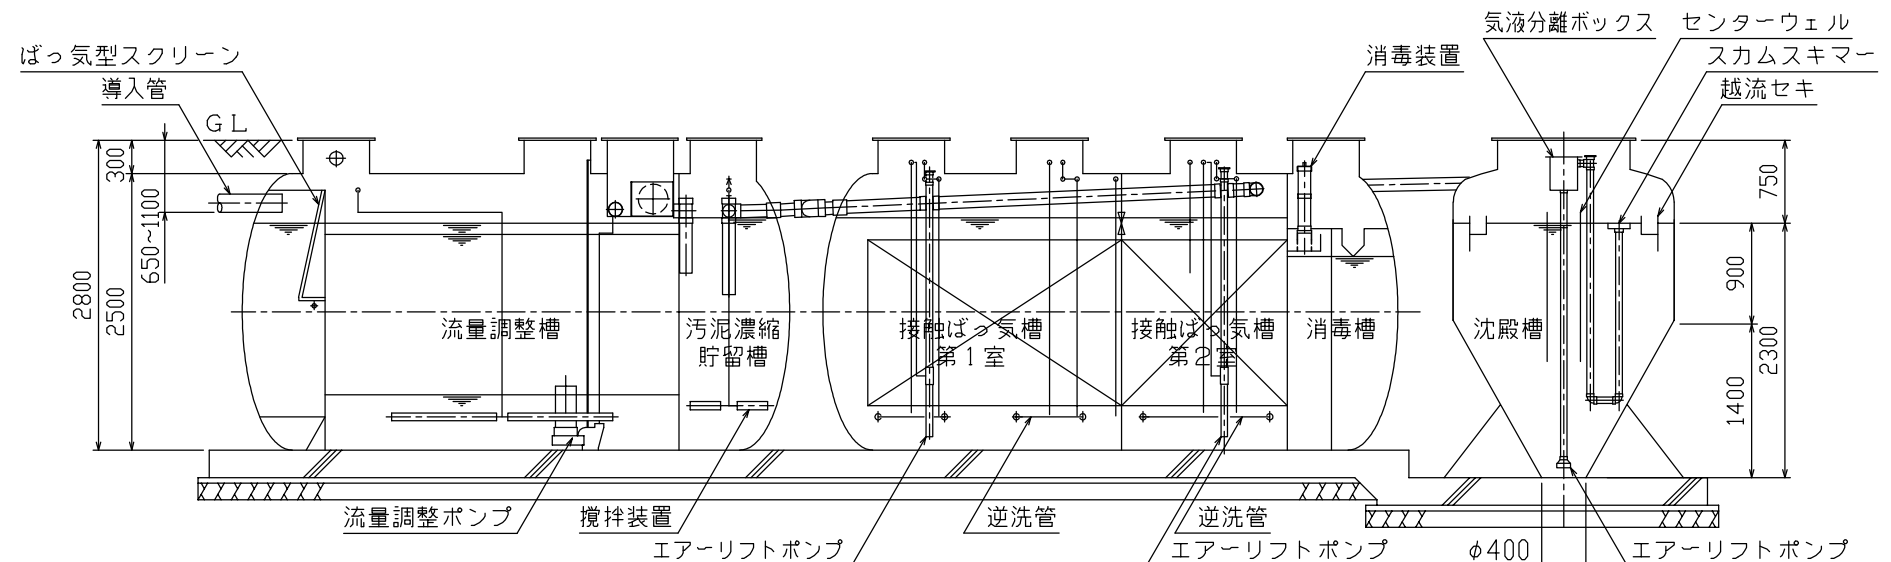 気液分離ボックス
センターウェル
ばっ気型スクリーン
消毒装置
スカムスキマー
導入管
越流セキ
GL
300
650~1100
2800
2500
750
900
2300
1400
流量調整槽
汚泥濃縮
貯留槽
接触ばっ気槽
第1室
接触ばっ気槽
第2室
消毒槽
沈殿槽
流量調整ポンプ
撹拌装置
逆洗管
逆洗管
エアーリフトポンプ
エアーリフトポンプ
φ400
エアーリフトポンプ